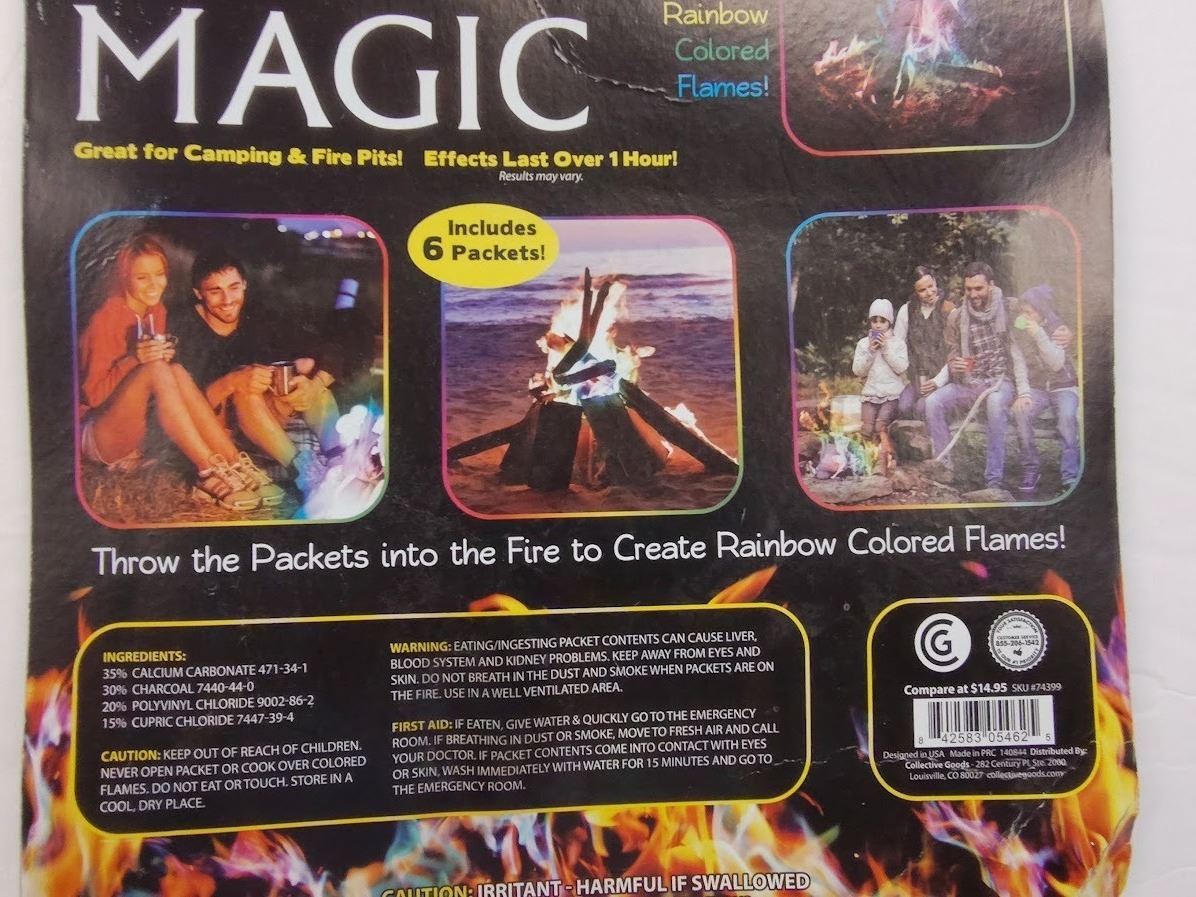 MAGIC
Rainbow
Colored
Flames!
Great for Camping & Fire Pits! Effects Last Over 1 Hour!
Results may vary.
Includes
6 Packets!
Throw the Packets into the Fire to Create Rainbow Colored Flames!
INGREDIENTS:
35% CALCIUM CARBONATE 471-34-1
30% CHARCOAL 7440-44-0
20% POLYVINYL CHLORIDE 9002-86-2
15% CUPRIC CHLORIDE 7447-39-4
CAUTION: KEEP OUT OF REACH OF CHILDREN.
NEVER OPEN PACKET OR COOK OVER COLORED
FLAMES. DO NOT EAT OR TOUCH. STORE IN A
COOL, DRY PLACE.
WARNING: EATING/INGESTING PACKET CONTENTS CAN CAUSE LIVER,
BLOOD SYSTEM AND KIDNEY PROBLEMS. KEEP AWAY FROM EYES AND
SKIN. DO NOT BREATH IN THE DUST AND SMOKE WHEN PACKETS ARE ON
THE FIRE. USE IN A WELL VENTILATED AREA.
FIRST AID: IF EATEN, GIVE WATER & QUICKLY GO TO THE EMERGENCY
ROOM. IF BREATHING IN DUST OR SMOKE, MOVE TO FRESH AIR AND CALL
YOUR DOCTOR. IF PACKET CONTENTS COME INTO CONTACT WITH EYES
OR SKIN, WASH IMMEDIATELY WITH WATER FOR 15 MINUTES AND GO TO
THE EMERGENCY ROOM.
CG
YOUR SATISFACTION
CUSTOMER SERVICE
855-206-1542
Compare at $14.95 SKU #74399
8 42583 05462 5
Designed in USA Made in PRC 140844 Distributed By:
Collective Goods - 282 Century Pl, Ste. 2000,
Louisville, CO 80027 collectivegoods.com
CAUTION: IRRITANT - HARMFUL IF SWALLOWED